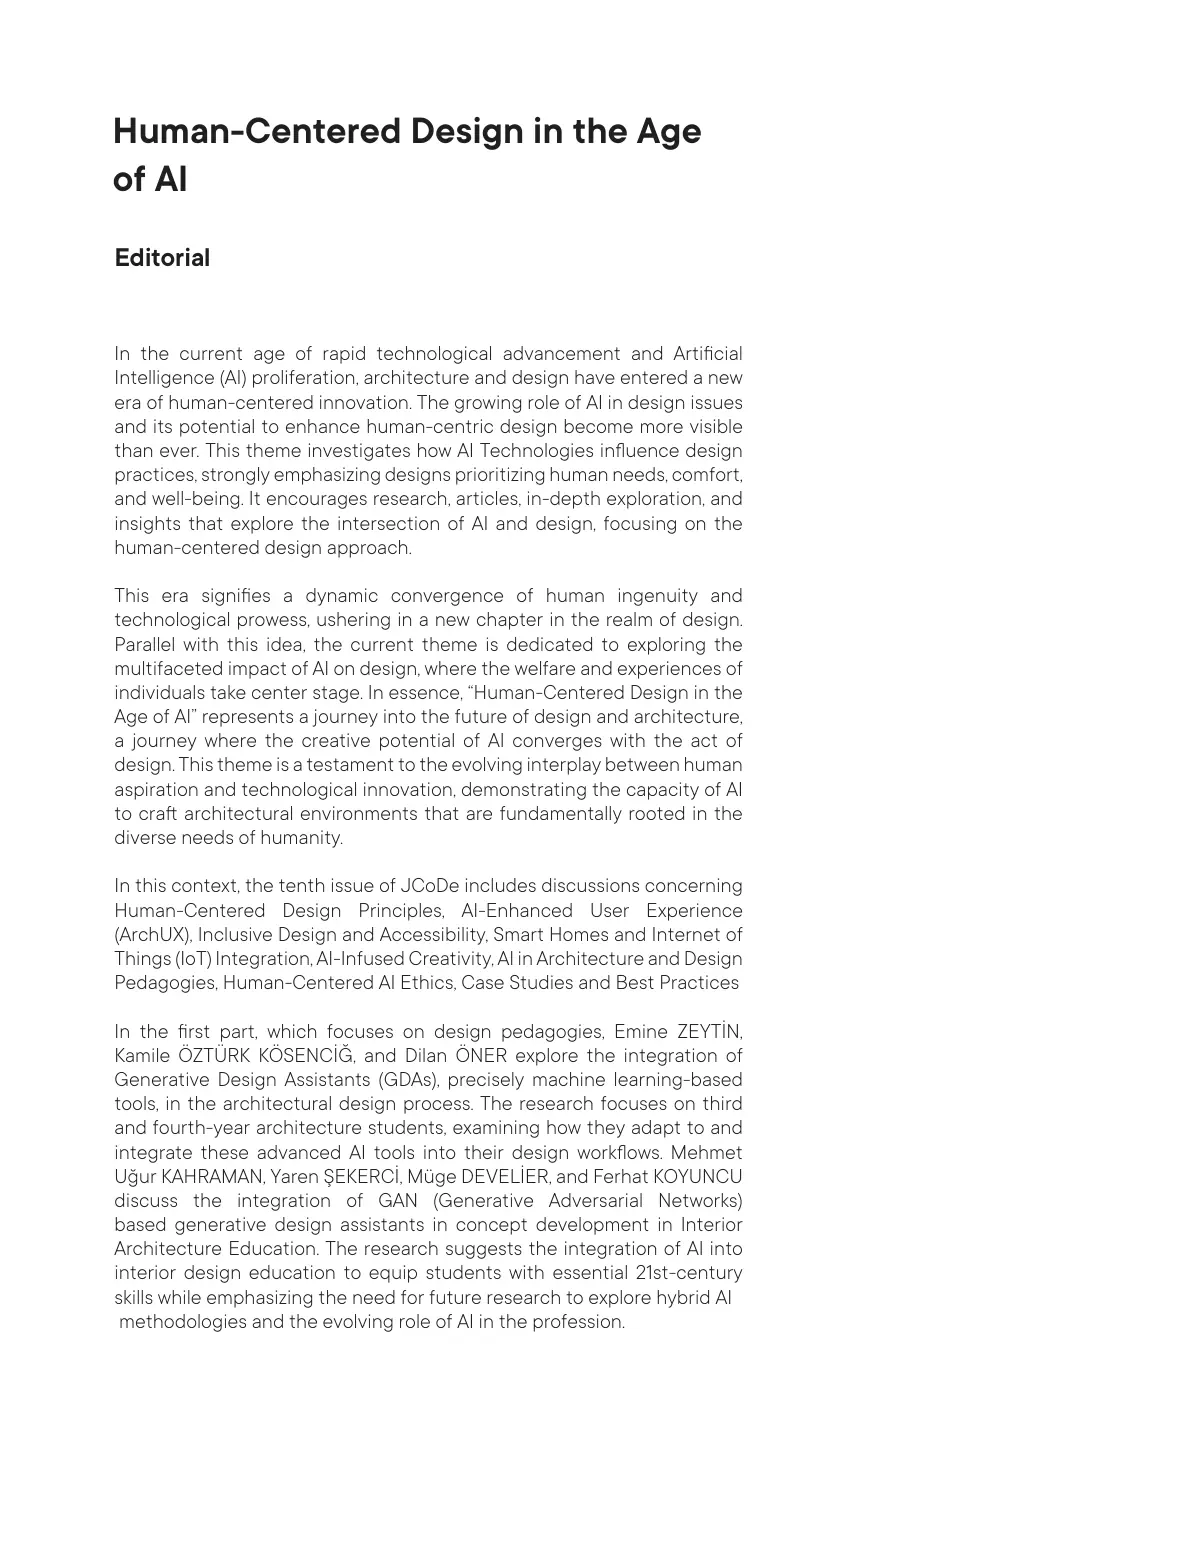 Human-Centered Design in the Age
of AI
Editorial
In the current age of rapid technological advancement and Artificial
Intelligence (AI) proliferation, architecture and design have entered a new
era of human-centered innovation. The growing role of AI in design issues
and its potential to enhance human-centric design become more visible
than ever. This theme investigates how AI Technologies influence design
practices, strongly emphasizing designs prioritizing human needs, comfort,
and well-being. It encourages research, articles, in-depth exploration, and
insights that explore the intersection of AI and design, focusing on the
human-centered design approach.
This era signifies a dynamic convergence of human ingenuity and
technological prowess, ushering in a new chapter in the realm of design.
Parallel with this idea, the current theme is dedicated to exploring the
multifaceted impact of AI on design, where the welfare and experiences of
individuals take center stage. In essence, “Human-Centered Design in the
Age of AI” represents a journey into the future of design and architecture,
a journey where the creative potential of AI converges with the act of
design. This theme is a testament to the evolving interplay between human
aspiration and technological innovation, demonstrating the capacity of AI
to craft architectural environments that are fundamentally rooted in the
diverse needs of humanity.
In this context, the tenth issue of JCoDe includes discussions concerning
Human-Centered Design Principles, AI-Enhanced User Experience
(ArchUX), Inclusive Design and Accessibility, Smart Homes and Internet of
Things (IoT) Integration, AI-Infused Creativity, AI in Architecture and Design
Pedagogies, Human-Centered AI Ethics, Case Studies and Best Practices
In the first part, which focuses on design pedagogies, Emine ZEYTİN,
Kamile ÖZTÜRK KÖSENCİĞ, and Dilan ÖNER explore the integration of
Generative Design Assistants (GDAs), precisely machine learning-based
tools, in the architectural design process. The research focuses on third
and fourth-year architecture students, examining how they adapt to and
integrate these advanced AI tools into their design workflows. Mehmet
Uğur KAHRAMAN, Yaren ŞEKERCİ, Müge DEVELİER, and Ferhat KOYUNCU
discuss the integration of GAN (Generative Adversarial Networks)
based generative design assistants in concept development in Interior
Architecture Education. The research suggests the integration of AI into
interior design education to equip students with essential 21st-century
skills while emphasizing the need for future research to explore hybrid AI
methodologies and the evolving role of AI in the profession.